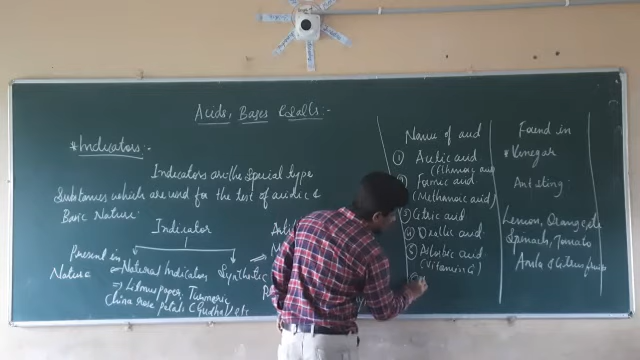 Acids, Bases & Salts:-
* Indicators:-
Indicators are the special type
Substances which are used for the test of acidic &
Basic Nature.
Indicator
Present in
Nature
Natural Indicators
Synthetic
⇒ Litmus paper, Turmeric
China rose petals (Gudhal) etc
Name of acid
① Acetic acid
(Ethanoic acid
② Formic acid
(Methanoic acid)
③ Citric acid
④ Oxalic acid
⑤ Ascorbic acid
(Vitamin C)
Found in
* Vinegar
Ant sting
Lemon, Orange etc
Spinach, Tomato
Amla & Citrus fruits